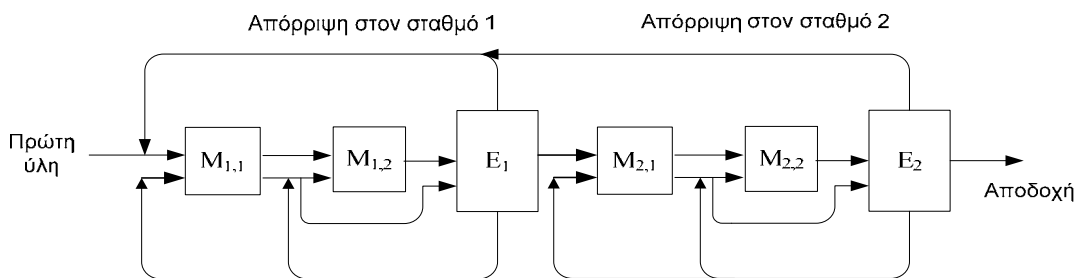 Απόρριψη στον σταθμό 1
Απόρριψη στον σταθμό 2
Πρώτη
ύλη
M1,1
M1,2
E1
M2,1
M2,2
E2
Αποδοχή